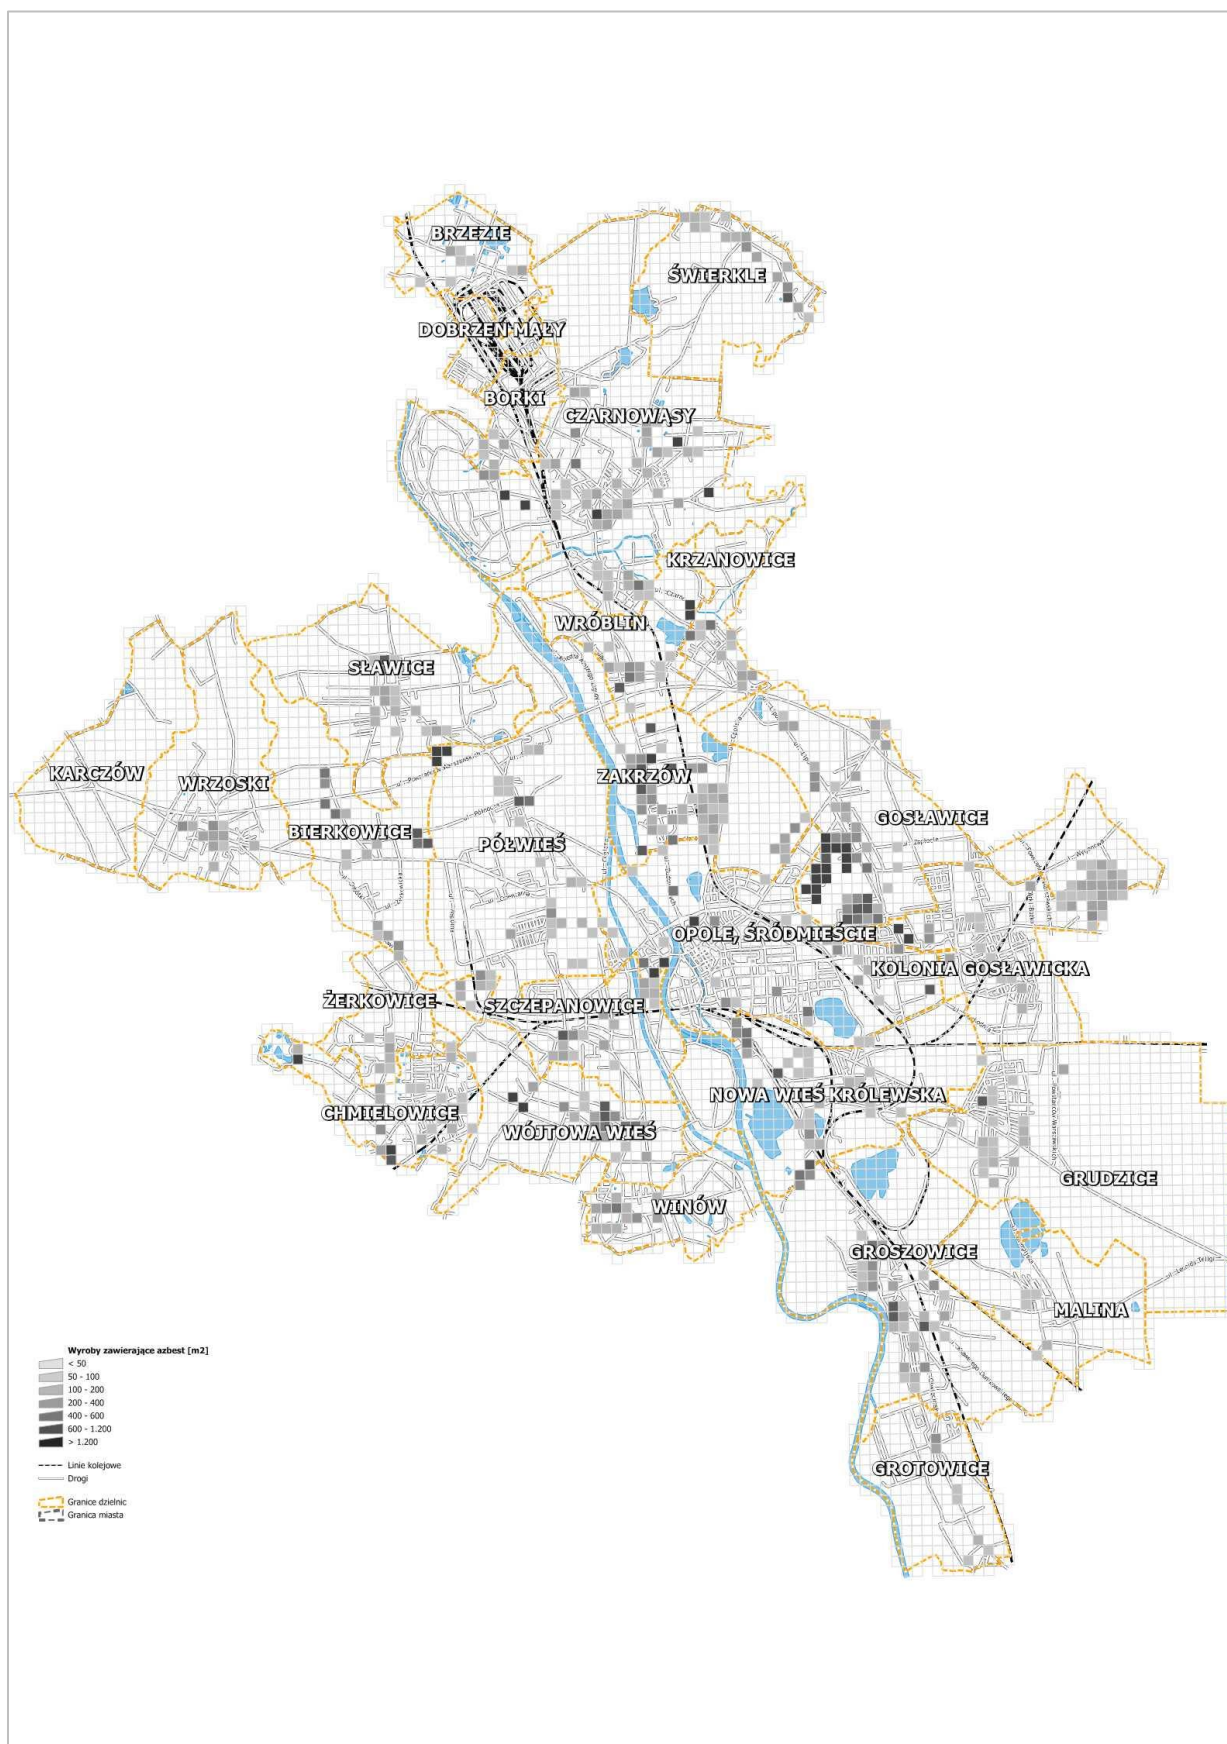 BRZEZIE
ŚWIERKLE
DOBRZEŃ MAŁY
BORKI
CZARNOWĄSY
KRZANOWICE
WRÓBLIN
SŁAWICE
KARCZÓW
WRZOSKI
ZAKRZÓW
BIERKOWICE
PÓŁWIEŚ
GOSŁAWICE
OPOLE, ŚRÓDMIEŚCIE
KOLONIA GOSŁAWICKA
ŻERKOWICE
SZCZEPANOWICE
NOWA WIEŚ KRÓLEWSKA
CHMIELOWICE
WÓJTOWA WIEŚ
GRUDZICE
WINÓW
GROSZOWICE
MALINA
GROTOWICE
Wyroby zawierające azbest [m2]
< 50
50 - 100
100 - 200
200 - 400
400 - 600
600 - 1.200
> 1.200
Linie kolejowe
Drogi
Granice dzielnic
Granica miasta